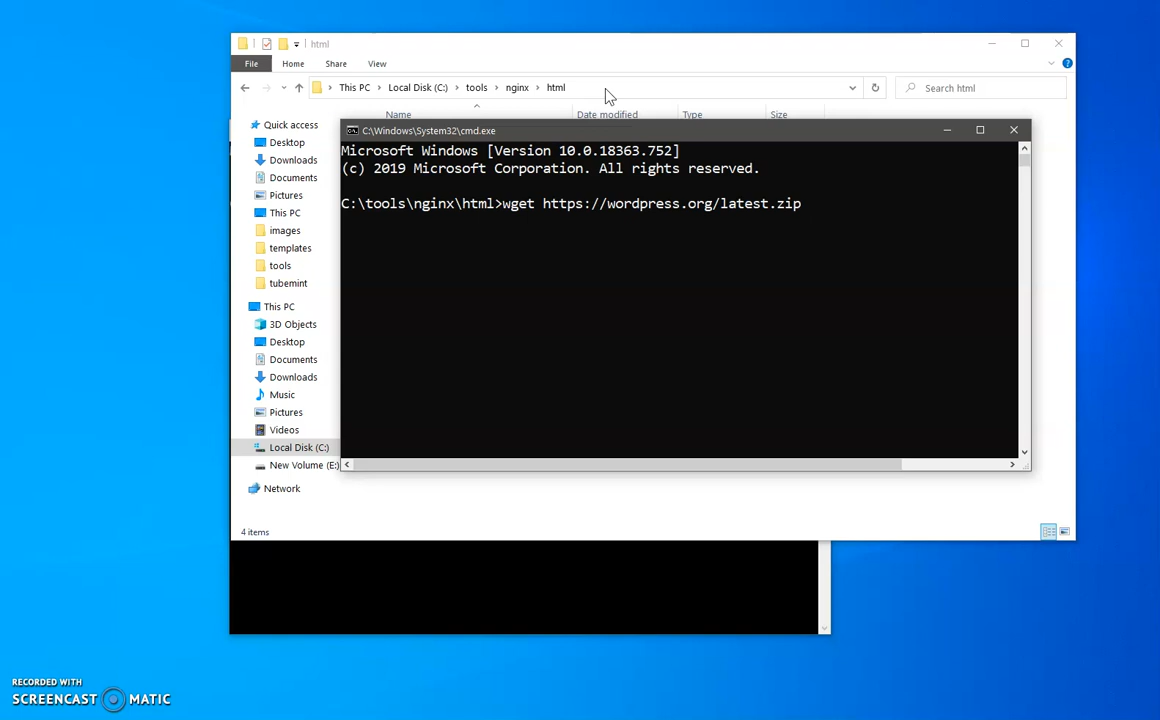 html
File Home Share View
This PC Local Disk (C:) tools nginx html
Search html
Name Date modified Type Size
Quick access
Desktop
Downloads
Documents
Pictures
This PC
images
templates
tools
tubemint
This PC
3D Objects
Desktop
Documents
Downloads
Music
Pictures
Videos
Local Disk (C:)
New Volume (E:)
Network
4 items
C:\Windows\System32\cmd.exe
Microsoft Windows [Version 10.0.18363.752]
(c) 2019 Microsoft Corporation. All rights reserved.
C:\tools\nginx\html>wget https://wordpress.org/latest.zip
RECORDED WITH
SCREENCAST MATIC